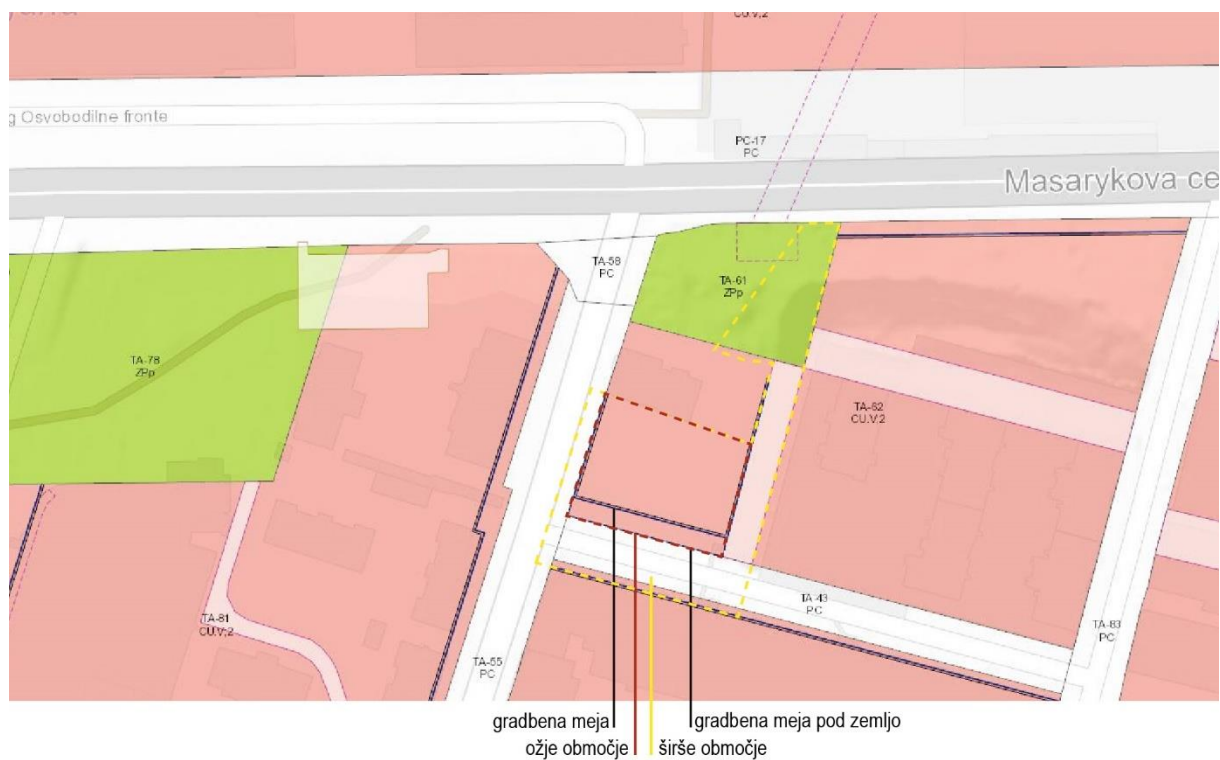 CU.V;2
g Osvobodilne fronte
PC-17
PC
Masarykova ce
TA-58
PC
TA-61
ZPp
TA-78
ZPp
TA-62
CU.V;2
TA-43
PC
TA-81
CU.V;2
TA-83
PC
TA-55
PC
gradbena meja
gradbena meja pod zemljo
ožje območje
širše območje